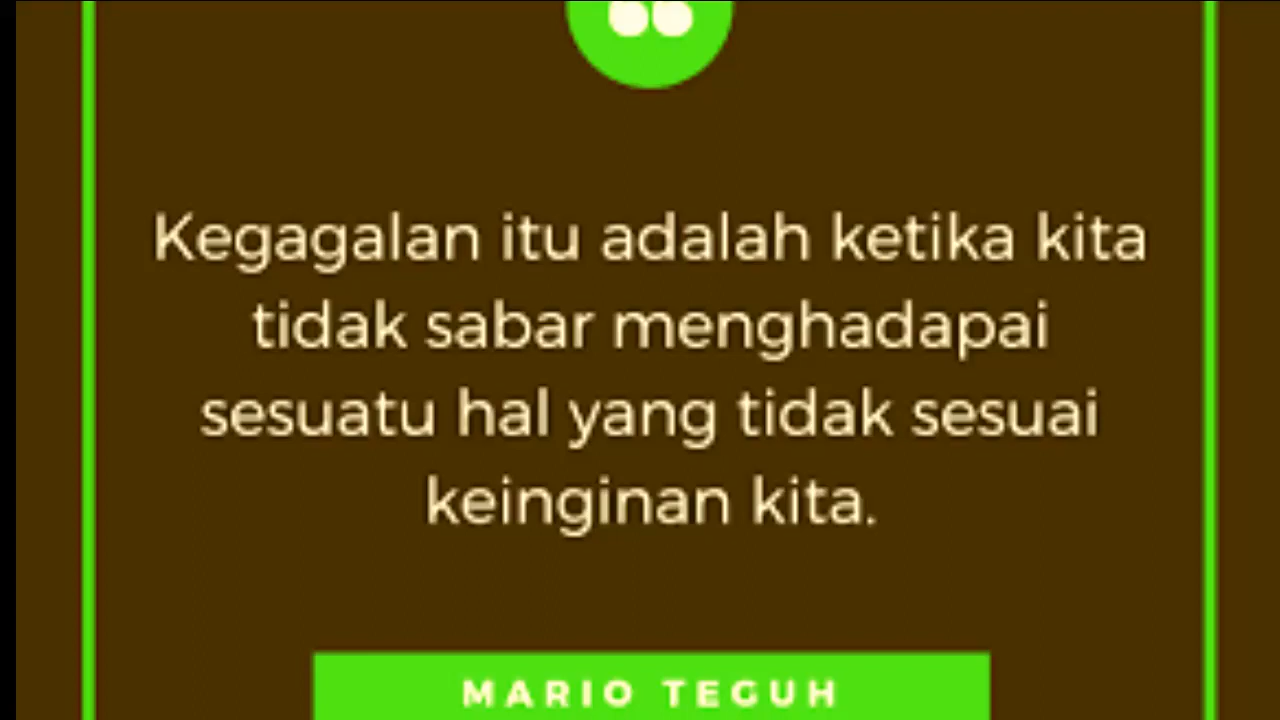 Kegagalan itu adalah ketika kita
tidak sabar menghadapai
sesuatu hal yang tidak sesuai
keinginan kita.
MARIO TEGUH